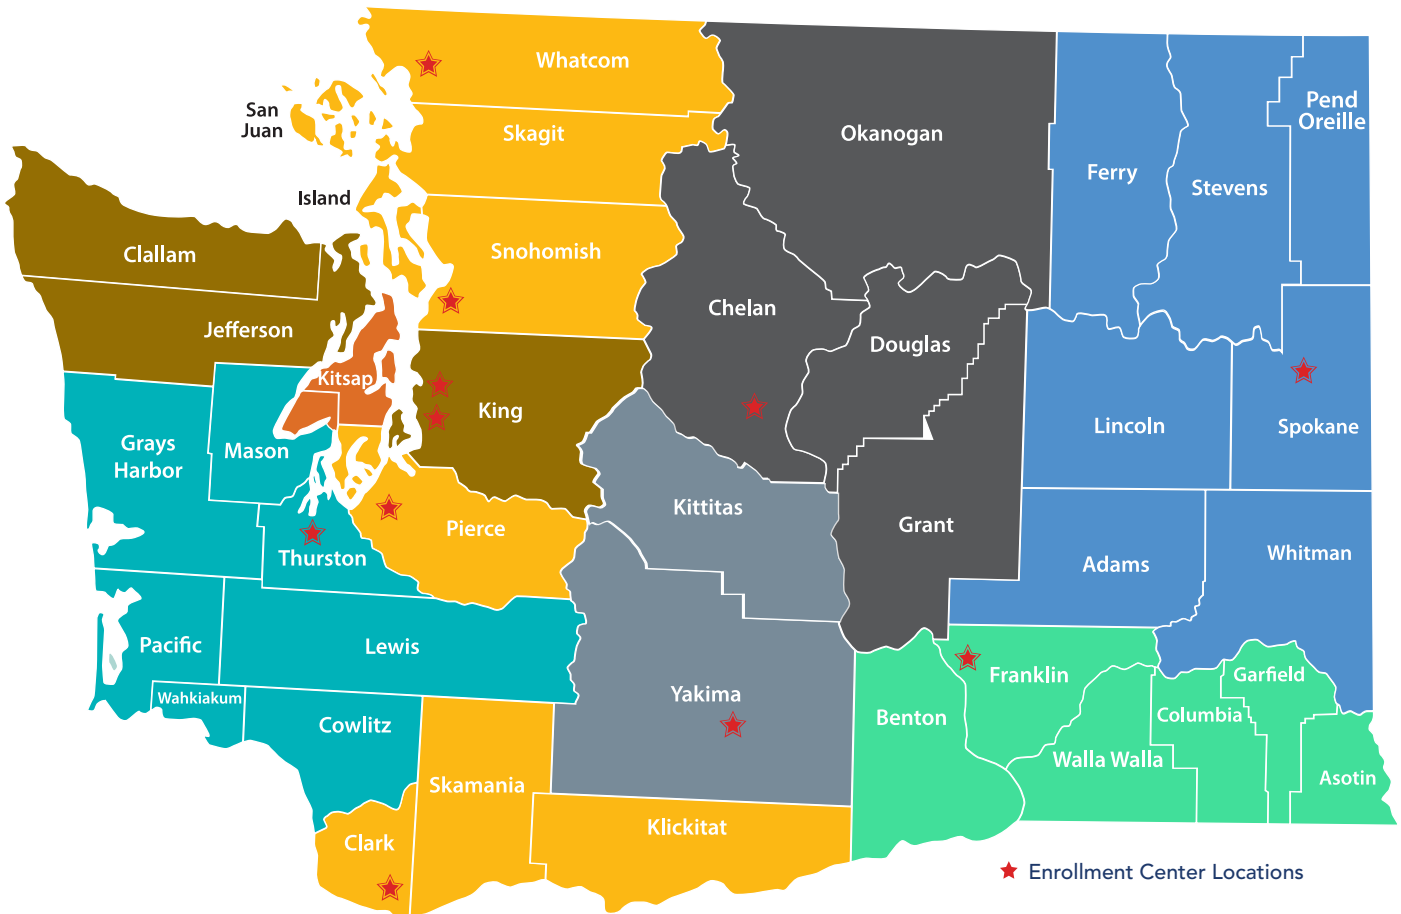 Whatcom
San
Juan
Skagit
Okanogan
Pend
Oreille
Ferry
Stevens
Island
Clallam
Snohomish
Jefferson
Chelan
Douglas
Kitsap
King
Lincoln
Spokane
Grays
Harbor
Mason
Kittitas
Pierce
Grant
Thurston
Adams
Whitman
Pacific
Lewis
Wahkiakum
Yakima
Franklin
Garfield
Benton
Columbia
Cowlitz
Walla Walla
Asotin
Skamania
Klickitat
Clark
Enrollment Center Locations